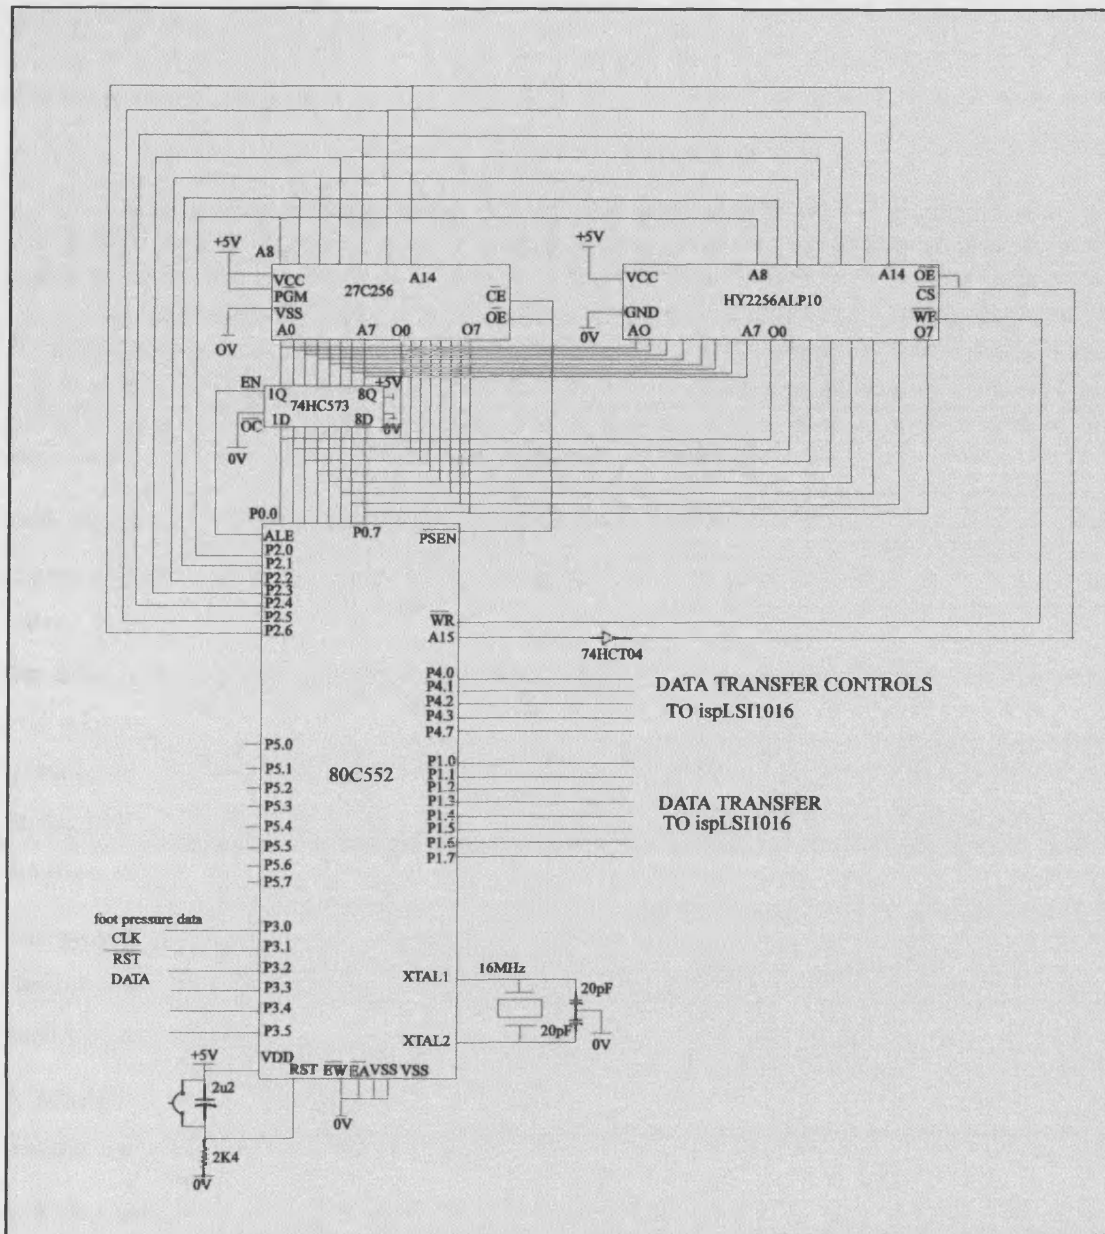 +5V
A8
VCC
27C256
A14
PGM
CE
VSS
OE
A0
A7
O0
O7
OV
+5V
VCC
A8
A14
OE
HY2256ALP10
CS
GND
WE
0V
AO
A7
O0
O7
EN
1Q
8Q
+5V
74HC573
OC
1D
8D
0V
0V
P0.0
P0.7
PSEN
ALE
P2.0
P2.1
P2.2
P2.3
P2.4
P2.5
P2.6
WR
A15
74HCT04
P4.0
P4.1
P4.2
P4.3
P4.7
DATA TRANSFER CONTROLS
TO ispLSI1016
80C552
P5.0
P5.1
P5.2
P5.3
P5.4
P5.5
P5.6
P5.7
P1.0
P1.1
P1.2
P1.3
P1.4
P1.5
P1.6
P1.7
DATA TRANSFER
TO ispLSI1016
foot pressure data
CLK
RST
DATA
P3.0
P3.1
P3.2
P3.3
P3.4
P3.5
XTAL1
16MHz
20pF
20pF
0V
XTAL2
+5V
VDD
RST
EW
EA
VSS
VSS
2u2
0V
2K4
0V